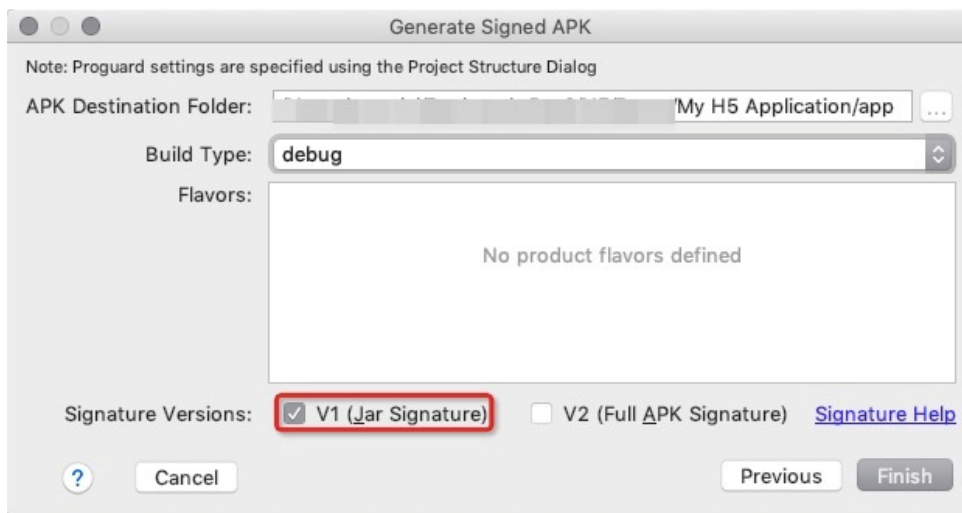 Generate Signed APK
Note: Proguard settings are specified using the Project Structure Dialog
APK Destination Folder: /My H5 Application/app ...
Build Type: debug
Flavors:
No product flavors defined
Signature Versions: V1 (Jar Signature) V2 (Full APK Signature) Signature Help
? Cancel Previous Finish